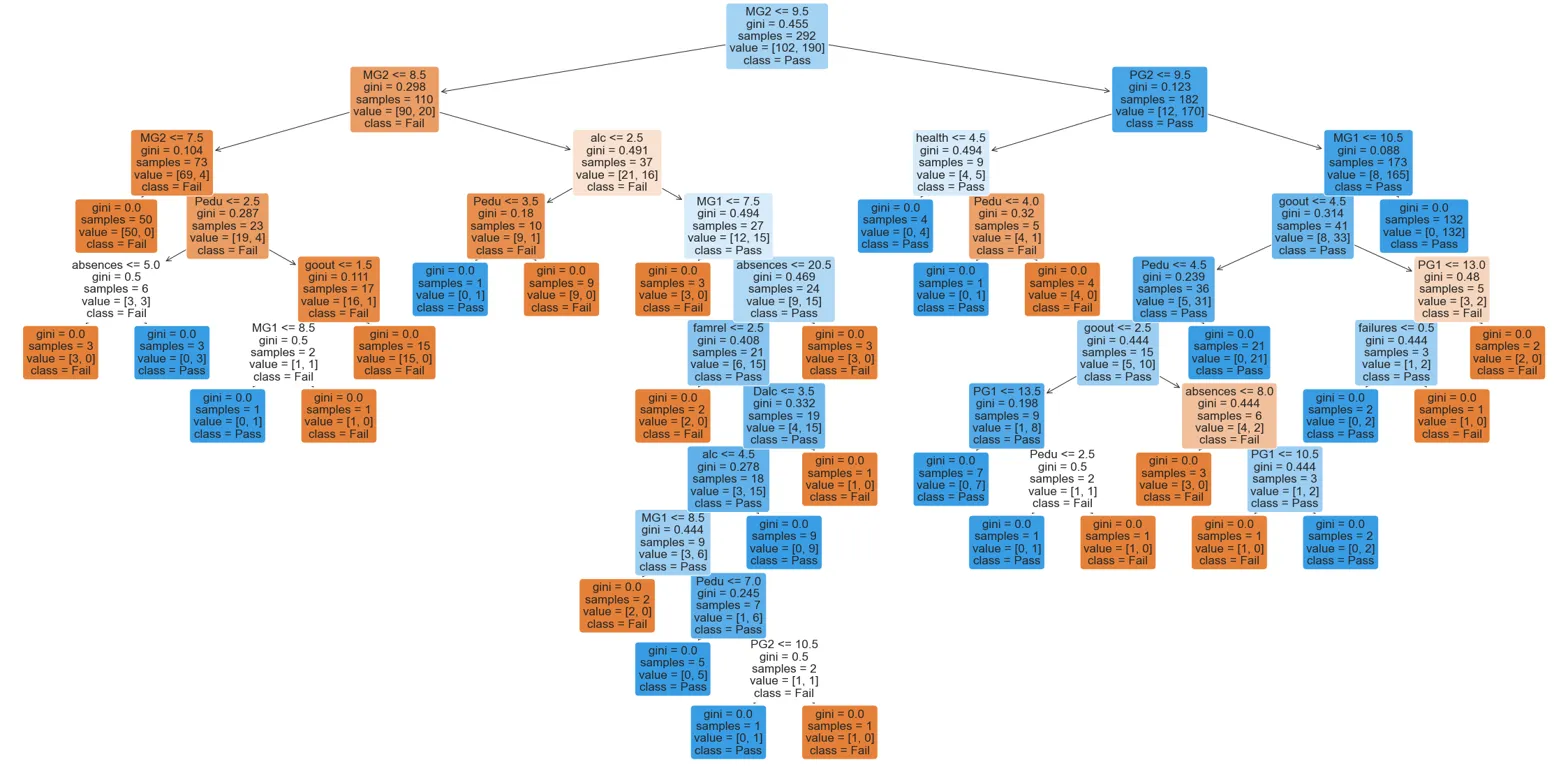 MG2 <= 9.5
gini = 0.455
samples = 292
value = [102, 190]
class = Pass
MG2 <= 8.5
gini = 0.298
samples = 110
value = [90, 20]
class = Fail
PG2 <= 9.5
gini = 0.123
samples = 182
value = [12, 170]
class = Pass
MG2 <= 7.5
gini = 0.104
samples = 73
value = [69, 4]
class = Fail
alc <= 2.5
gini = 0.491
samples = 37
value = [21, 16]
class = Fail
health <= 4.5
gini = 0.494
samples = 9
value = [4, 5]
class = Pass
MG1 <= 10.5
gini = 0.088
samples = 173
value = [8, 165]
class = Pass
gini = 0.0
samples = 50
value = [50, 0]
class = Fail
Pedu <= 2.5
gini = 0.287
samples = 23
value = [19, 4]
class = Fail
Pedu <= 3.5
gini = 0.18
samples = 10
value = [9, 1]
class = Fail
MG1 <= 7.5
gini = 0.494
samples = 27
value = [12, 15]
class = Pass
gini = 0.0
samples = 4
value = [0, 4]
class = Pass
Pedu <= 4.0
gini = 0.32
samples = 5
value = [4, 1]
class = Fail
goout <= 4.5
gini = 0.314
samples = 41
value = [8, 33]
class = Pass
gini = 0.0
samples = 132
value = [0, 132]
class = Pass
absences <= 5.0
gini = 0.5
samples = 6
value = [3, 3]
class = Fail
goout <= 1.5
gini = 0.111
samples = 17
value = [16, 1]
class = Fail
gini = 0.0
samples = 1
value = [0, 1]
class = Pass
gini = 0.0
samples = 9
value = [9, 0]
class = Fail
gini = 0.0
samples = 3
value = [3, 0]
class = Fail
absences <= 20.5
gini = 0.469
samples = 24
value = [9, 15]
class = Pass
gini = 0.0
samples = 1
value = [0, 1]
class = Pass
gini = 0.0
samples = 4
value = [4, 0]
class = Fail
Pedu <= 4.5
gini = 0.239
samples = 36
value = [5, 31]
class = Pass
PG1 <= 13.0
gini = 0.48
samples = 5
value = [3, 2]
class = Fail
gini = 0.0
samples = 3
value = [3, 0]
class = Fail
gini = 0.0
samples = 3
value = [0, 3]
class = Pass
MG1 <= 8.5
gini = 0.5
samples = 2
value = [1, 1]
class = Fail
gini = 0.0
samples = 15
value = [15, 0]
class = Fail
famrel <= 2.5
gini = 0.408
samples = 21
value = [6, 15]
class = Pass
gini = 0.0
samples = 3
value = [3, 0]
class = Fail
goout <= 2.5
gini = 0.444
samples = 15
value = [5, 10]
class = Pass
gini = 0.0
samples = 21
value = [0, 21]
class = Pass
failures <= 0.5
gini = 0.444
samples = 3
value = [1, 2]
class = Pass
gini = 0.0
samples = 2
value = [2, 0]
class = Fail
gini = 0.0
samples = 1
value = [0, 1]
class = Pass
gini = 0.0
samples = 1
value = [1, 0]
class = Fail
gini = 0.0
samples = 2
value = [2, 0]
class = Fail
Dalc <= 3.5
gini = 0.332
samples = 19
value = [4, 15]
class = Pass
PG1 <= 13.5
gini = 0.198
samples = 9
value = [1, 8]
class = Pass
absences <= 8.0
gini = 0.444
samples = 6
value = [4, 2]
class = Fail
gini = 0.0
samples = 2
value = [0, 2]
class = Pass
gini = 0.0
samples = 1
value = [1, 0]
class = Fail
alc <= 4.5
gini = 0.278
samples = 18
value = [3, 15]
class = Pass
gini = 0.0
samples = 1
value = [1, 0]
class = Fail
gini = 0.0
samples = 7
value = [0, 7]
class = Pass
Pedu <= 2.5
gini = 0.5
samples = 2
value = [1, 1]
class = Fail
gini = 0.0
samples = 3
value = [3, 0]
class = Fail
PG1 <= 10.5
gini = 0.444
samples = 3
value = [1, 2]
class = Pass
MG1 <= 8.5
gini = 0.444
samples = 9
value = [3, 6]
class = Pass
gini = 0.0
samples = 9
value = [0, 9]
class = Pass
gini = 0.0
samples = 1
value = [0, 1]
class = Pass
gini = 0.0
samples = 1
value = [1, 0]
class = Fail
gini = 0.0
samples = 1
value = [1, 0]
class = Fail
gini = 0.0
samples = 2
value = [0, 2]
class = Pass
gini = 0.0
samples = 2
value = [2, 0]
class = Fail
Pedu <= 7.0
gini = 0.245
samples = 7
value = [1, 6]
class = Pass
gini = 0.0
samples = 5
value = [0, 5]
class = Pass
PG2 <= 10.5
gini = 0.5
samples = 2
value = [1, 1]
class = Fail
gini = 0.0
samples = 1
value = [0, 1]
class = Pass
gini = 0.0
samples = 1
value = [1, 0]
class = Fail